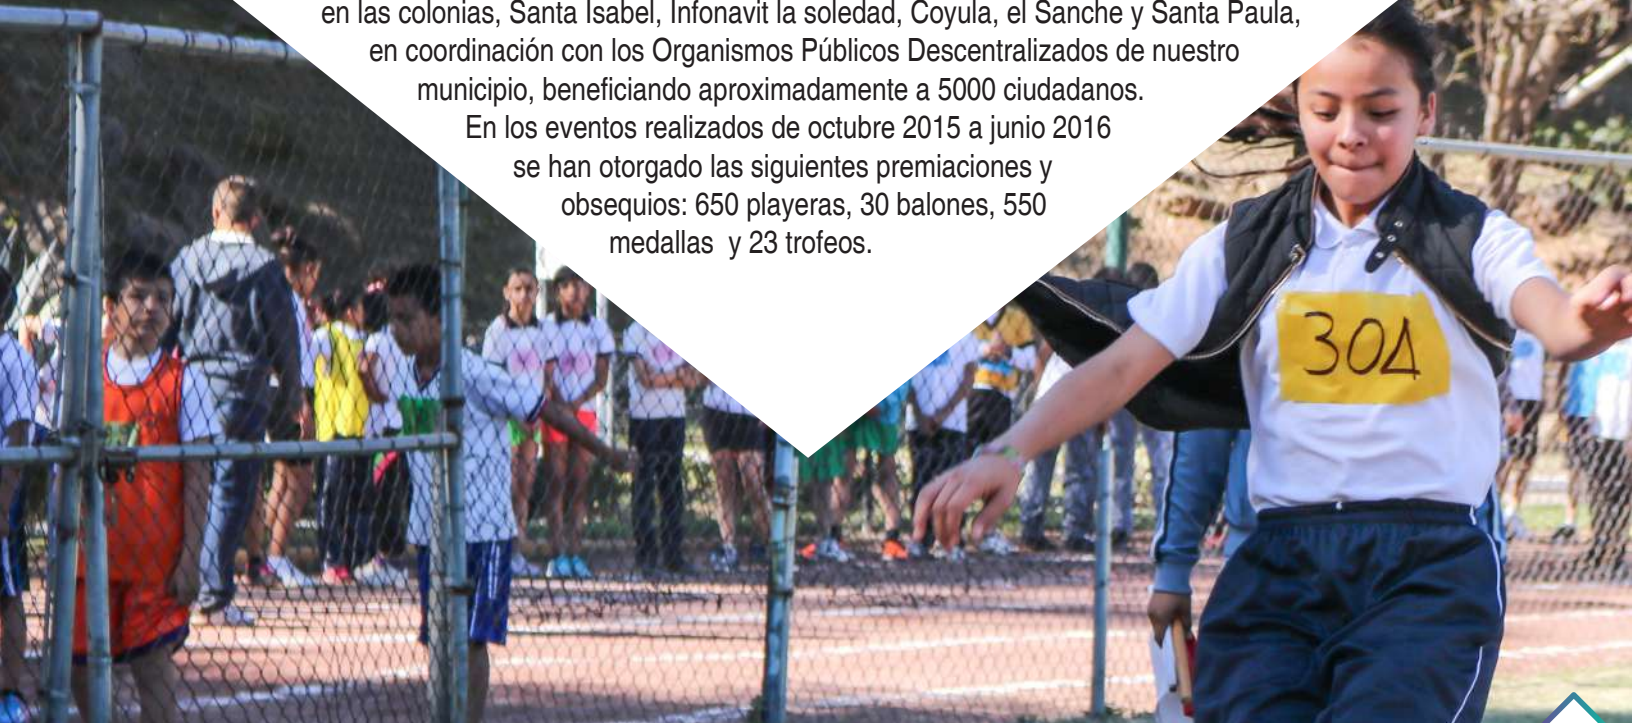 en las colonias, Santa Isabel, Infonavit la soledad, Coyula, el Sanche y Santa Paula,
en coordinación con los Organismos Públicos Descentralizados de nuestro
municipio, beneficiando aproximadamente a 5000 ciudadanos.
En los eventos realizados de octubre 2015 a junio 2016
se han otorgado las siguientes premiaciones y
obsequios: 650 playeras, 30 balones, 550
medallas y 23 trofeos.
304